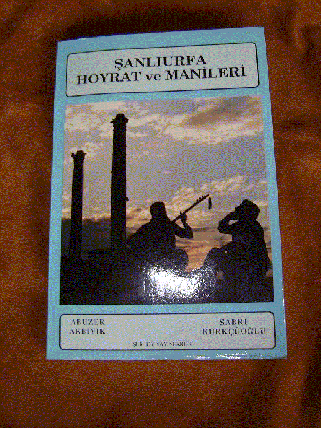 ŞANLIURFA
HOYRAT ve MANİLERİ
ABUZER
AKBIYIK
SABRİ
KÜRKÇÜOĞLU